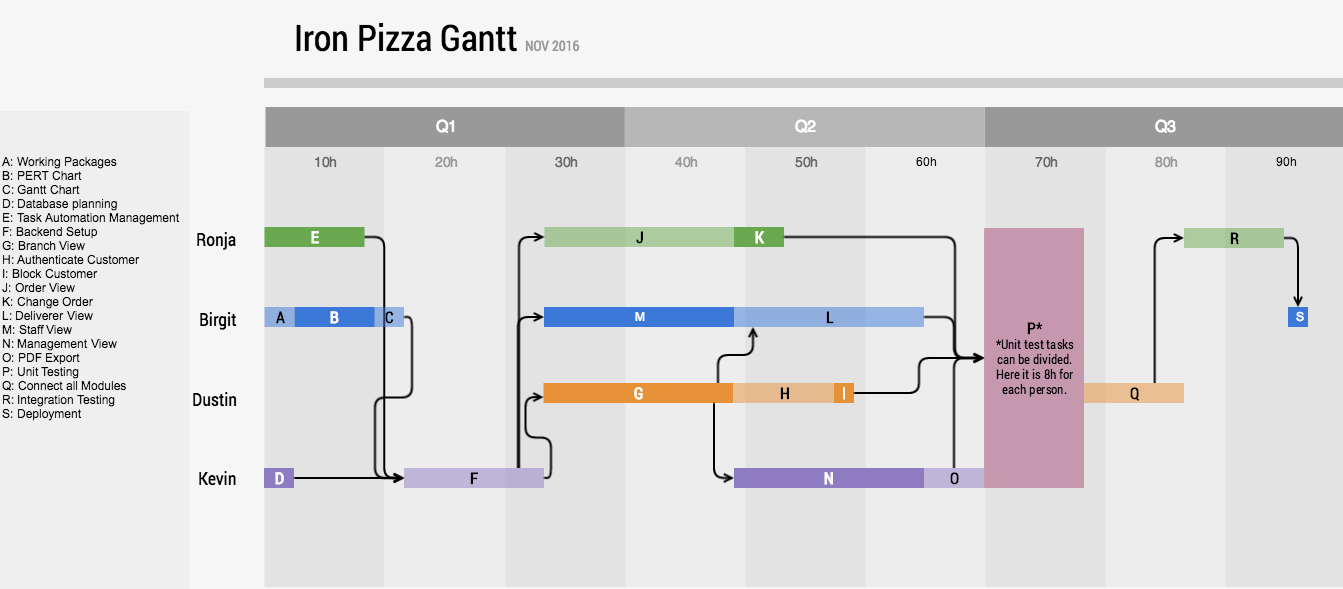 Iron Pizza Gantt NOV 2016
Q1 Q2 Q3
10h 20h 30h 40h 50h 60h 70h 80h 90h
A: Working Packages
B: PERT Chart
C: Gantt Chart
D: Database planning
E: Task Automation Management
F: Backend Setup
G: Branch View
H: Authenticate Customer
I: Block Customer
J: Order View
K: Change Order
L: Deliverer View
M: Staff View
N: Management View
O: PDF Export
P: Unit Testing
Q: Connect all Modules
R: Integration Testing
S: Deployment
Ronja E J K R
Birgit A B C M L S
P*
*Unit test tasks
can be divided.
Here it is 8h for
each person.
Dustin G H I Q
Kevin D F N O